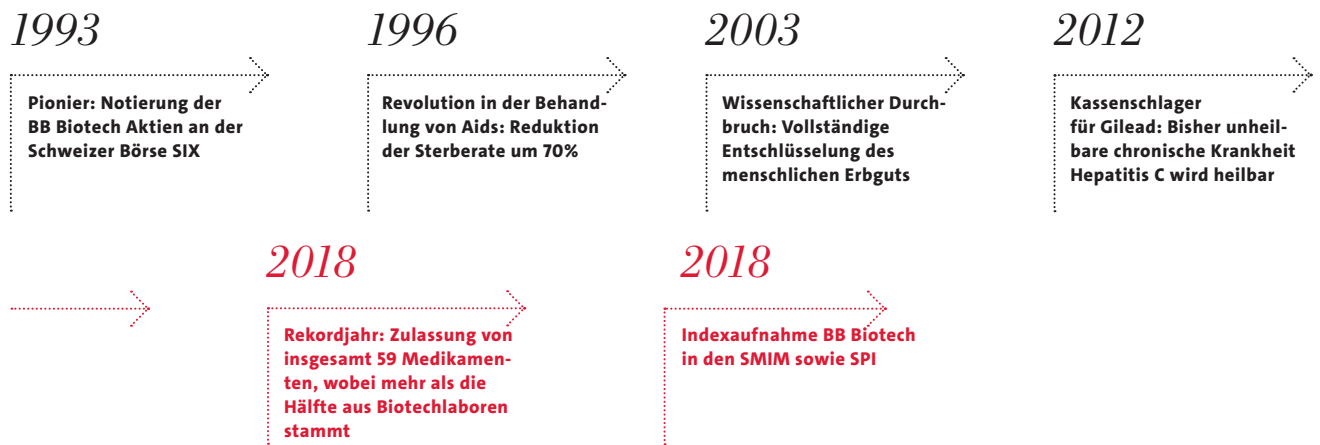 1993
Pionier: Notierung der
BB Biotech Aktien an der
Schweizer Börse SIX
1996
Revolution in der Behand-
lung von Aids: Reduktion
der Sterberate um 70%
2003
Wissenschaftlicher Durch-
bruch: Vollständige
Entschlüsselung des
menschlichen Erbguts
2012
Kassenschlager
für Gilead: Bisher unheil-
bare chronische Krankheit
Hepatitis C wird heilbar
2018
Rekordjahr: Zulassung von
insgesamt 59 Medikamen-
ten, wobei mehr als die
Hälfte aus Biotechlaboren
stammt
2018
Indexaufnahme BB Biotech
in den SMIM sowie SPI